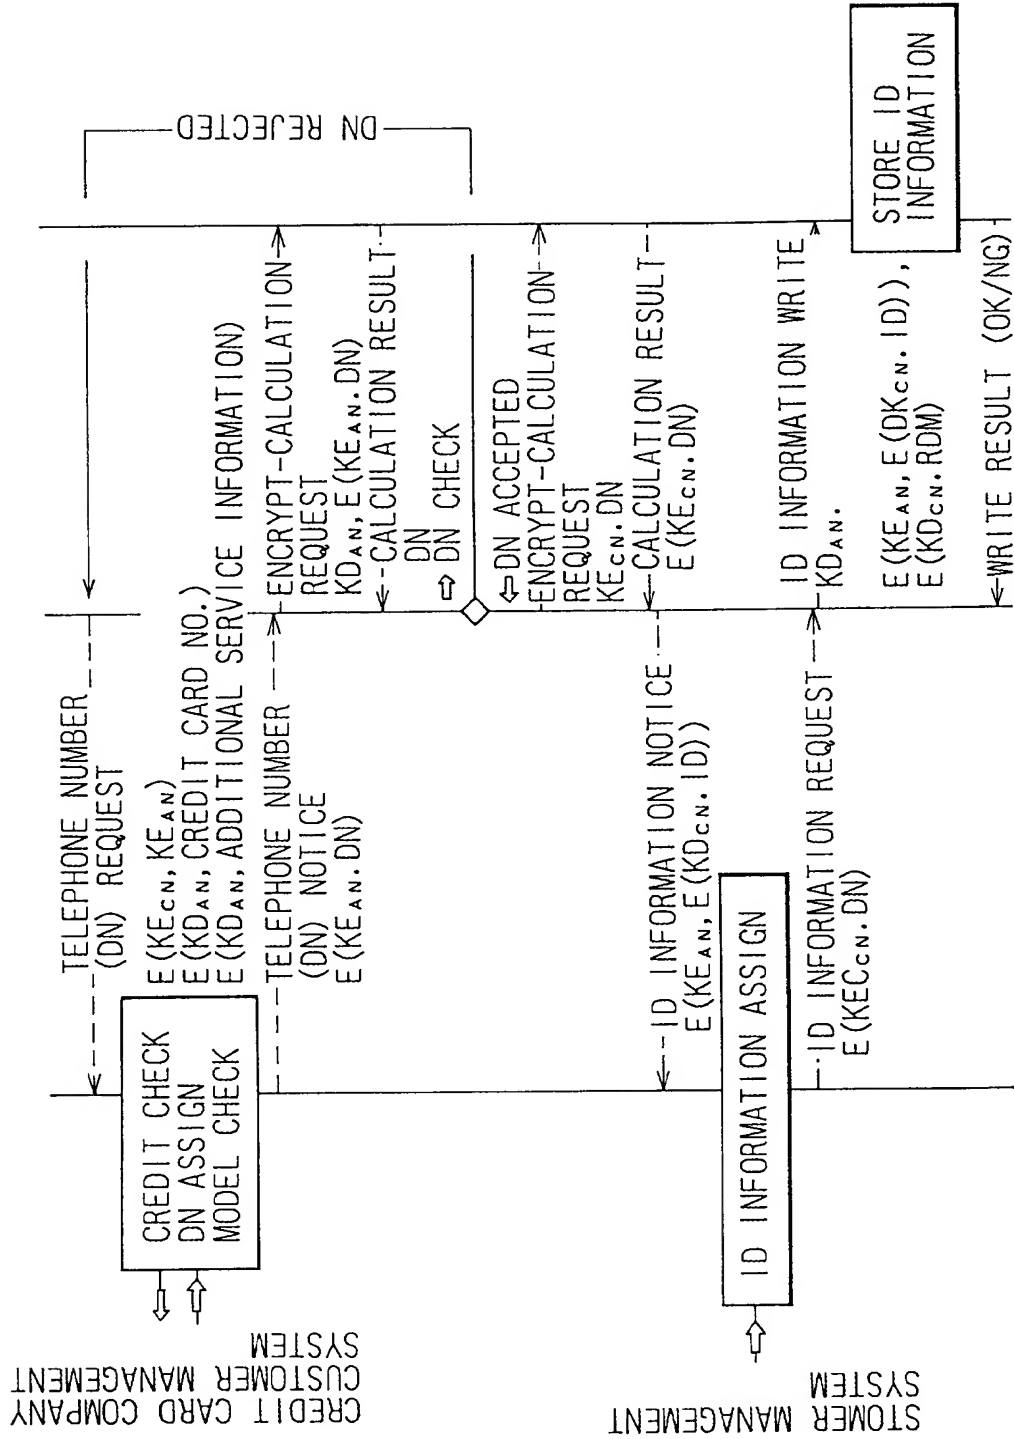 DN REJECTED
TELEPHONE NUMBER
(DN) REQUEST
E(KEcN, KEAN)
E(KDAN, CREDIT CARD NO.)
E(KDAN, ADDITIONAL SERVICE INFORMATION)
CREDIT CHECK
DN ASSIGN
MODEL CHECK
CREDIT CARD COMPANY
CUSTOMER MANAGEMENT
SYSTEM
TELEPHONE NUMBER
(DN) NOTICE
E(KEAN.DN)
ENCRYPT-CALCULATION
REQUEST
KDAN, E(KEAN.DN)
CALCULATION RESULT
DN
DN CHECK
DN ACCEPTED
ENCRYPT-CALCULATION
REQUEST
KEcN.DN
CALCULATION RESULT
E(KEcN.DN)
ID INFORMATION NOTICE
E(KEAN, E(KDcN.ID))
ID INFORMATION ASSIGN
STOMER MANAGEMENT
SYSTEM
ID INFORMATION REQUEST
E(KECcN.DN)
ID INFORMATION WRITE
KDAN.
E(KEAN, E(DKcN.ID)),
E(KDcN.RDM)
STORE ID
INFORMATION
WRITE RESULT (OK/NG)